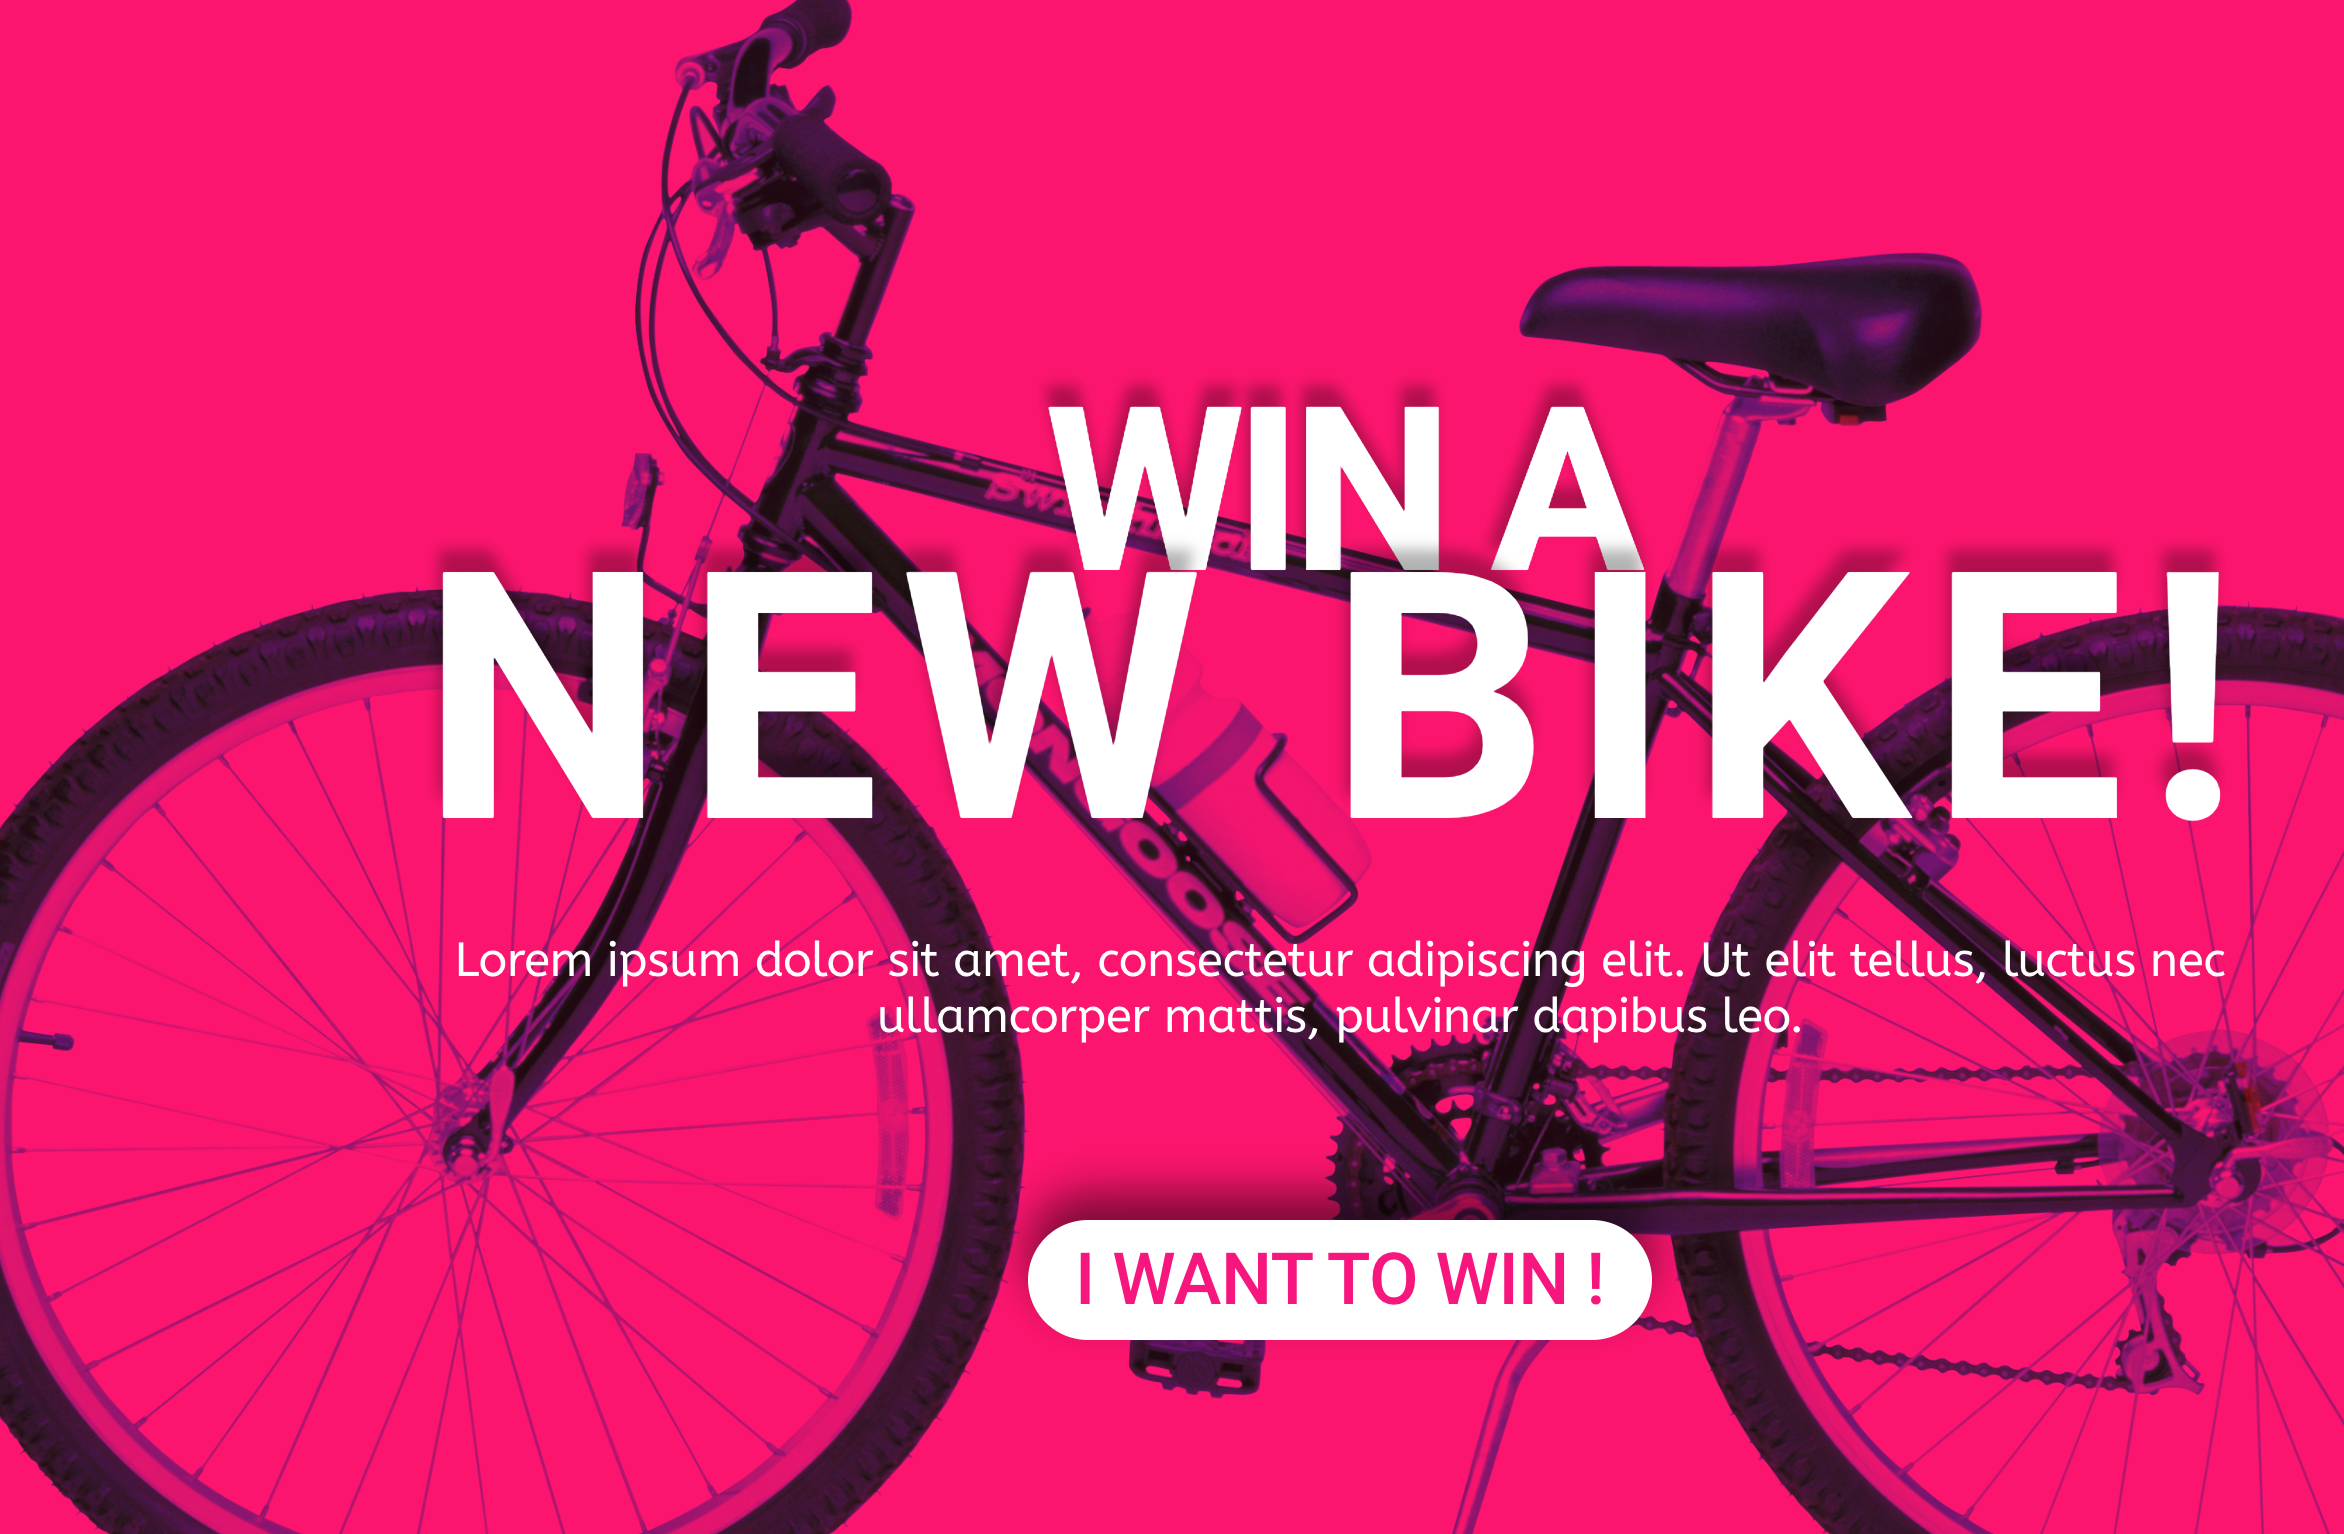 WIN A
NEW BIKE!
Lorem ipsum dolor sit amet, consectetur adipiscing elit. Ut elit tellus, luctus nec
ullamcorper mattis, pulvinar dapibus leo.
I WANT TO WIN !